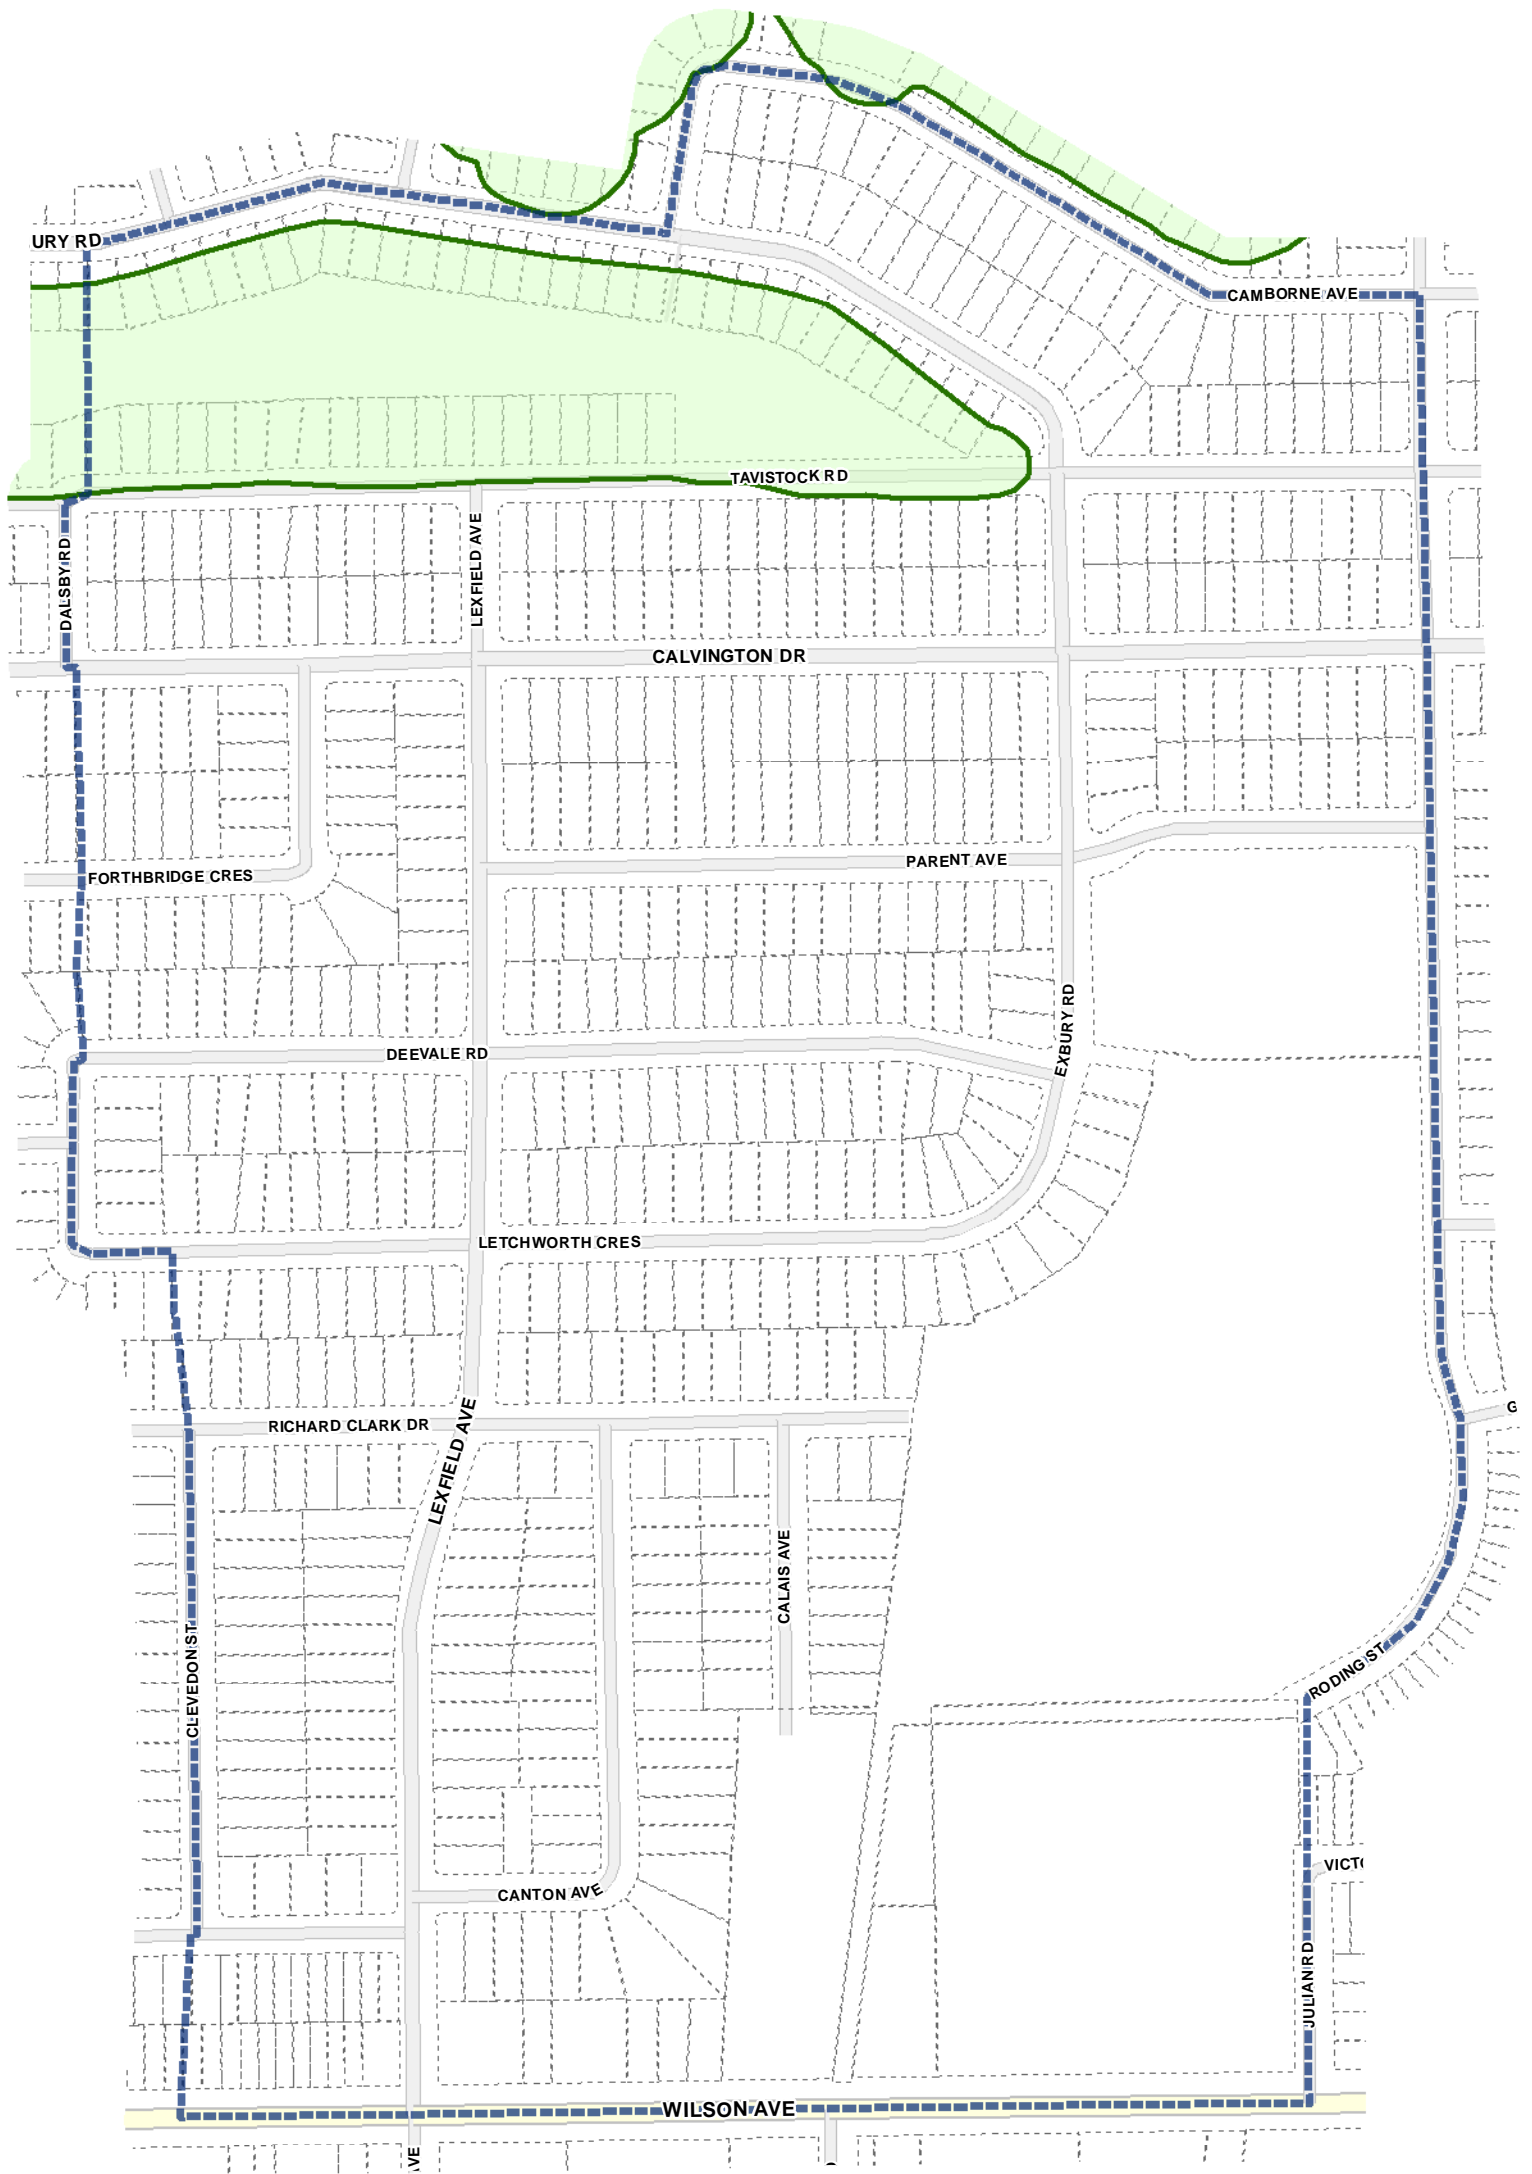 URY RD
CAMBORNE AVE
TAVISTOCK RD
LEXFIELD AVE
DALSBY RD
CALVINGTON DR
PARENT AVE
FORTHBRIDGE CRES
EXBURY RD
DEEVALE RD
LETCHWORTH CRES
G
RICHARD CLARK DR
LEXFIELD AVE
CALAIS AVE
CLEVEDON ST
RODING ST
VICTO
CANTON AVE
JULIAN RD
WILSON AVE
VE